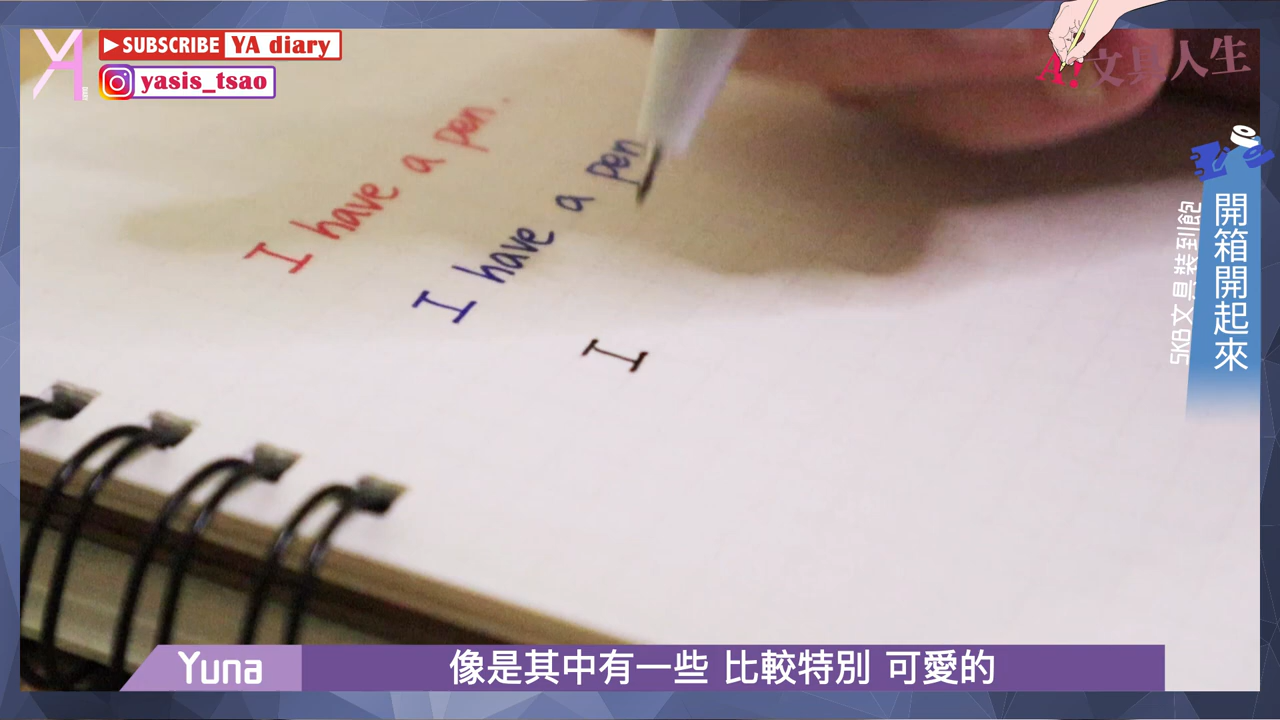 YA
SUBSCRIBE YA diary
yasis_tsao
A! 文具人生
開箱開起來
SKB文具裝到飽
I have a pen.
I have a pen
I
Yuna
像是其中有一些 比較特別 可愛的